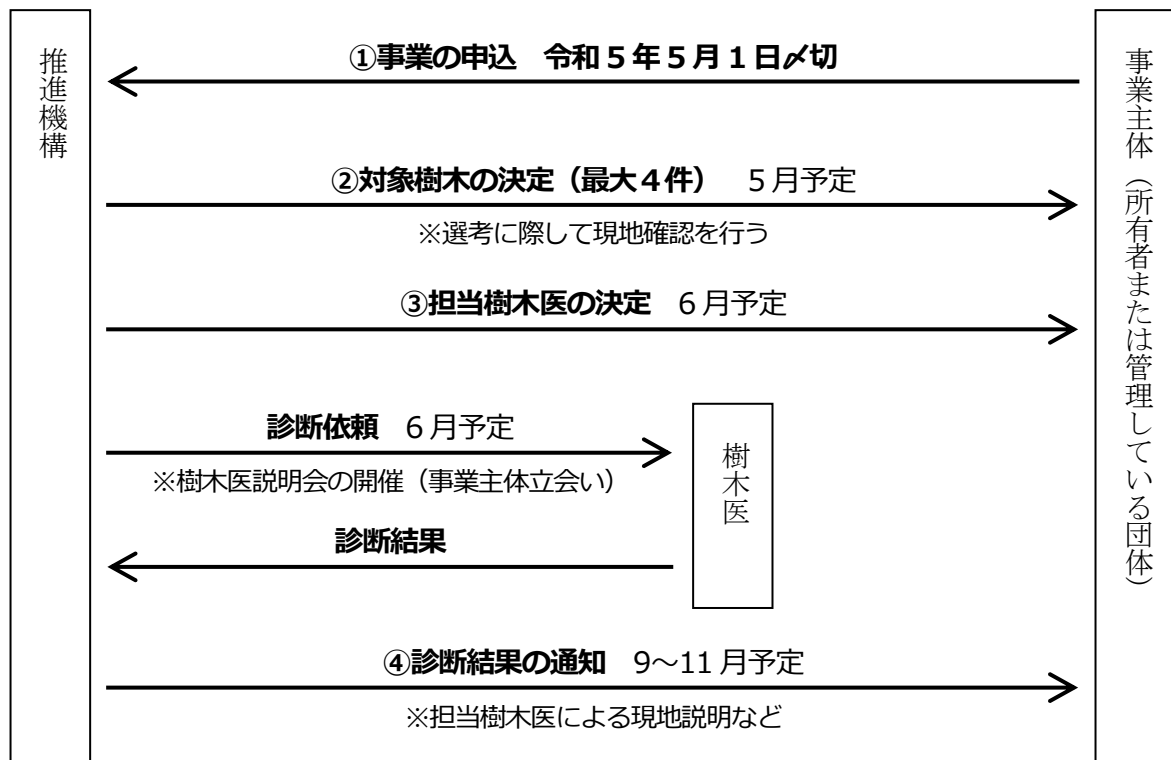 推進機構
①事業の申込　令和５年５月１日〆切
②対象樹木の決定（最大４件）　５月予定
※選考に際して現地確認を行う
③担当樹木医の決定　６月予定
診断依頼　６月予定
※樹木医説明会の開催（事業主体立会い）
樹木医
診断結果
④診断結果の通知　9～11月予定
※担当樹木医による現地説明など
事業主体（所有者または管理している団体）